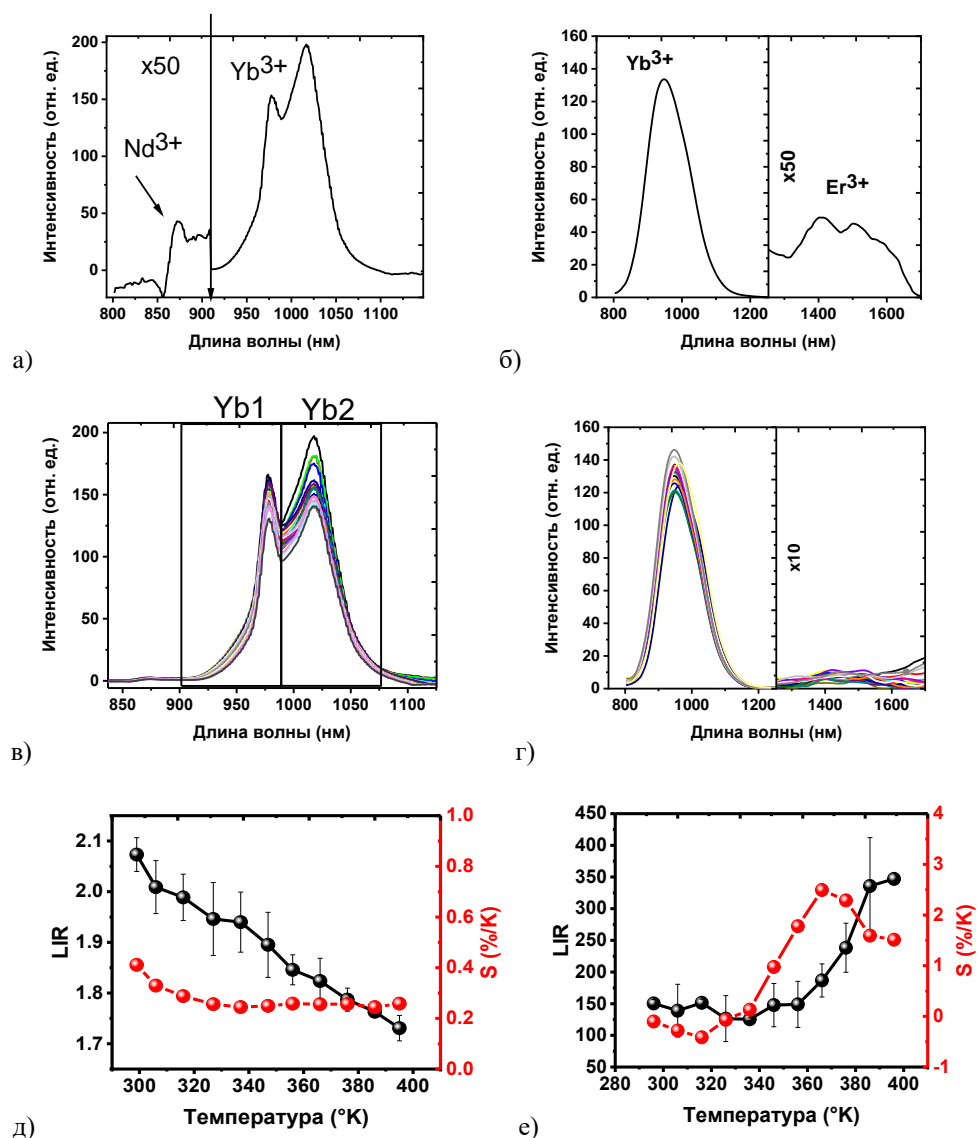 200
150
100
50
0
Интенсивность (отн. ед.)
x50
Nd3+
Yb3+
800 850 900 950 1000 1050 1100
Длина волны (нм)
а)
160
140
120
100
80
60
40
20
0
Интенсивность (отн. ед.)
Yb3+
x50
Er3+
800 1000 1200 1400 1600
Длина волны (нм)
б)
Yb1 Yb2
200
150
100
50
0
Интенсивность (отн. ед.)
850 900 950 1000 1050 1100
Длина волны (нм)
в)
160
140
120
100
80
60
40
20
0
Интенсивность (отн. ед.)
x10
800 1000 1200 1400 1600
Длина волны (нм)
г)
2.1
2.0
1.9
1.8
1.7
LIR
1.0
0.8
0.6
0.4
0.2
0.0
S (%/K)
300 320 340 360 380 400
Температура (°K)
д)
450
400
350
300
250
200
150
100
50
LIR
4
3
2
1
0
-1
S (%/K)
280 300 320 340 360 380 400
Температура (°K)
е)